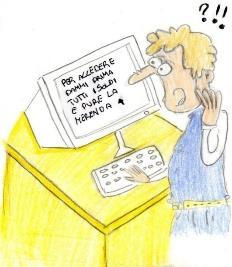 ?!!
PER ACCEDERE
DAMMI PRIMA
TUTTI I SOLDI
E PURE LA
MERENDA